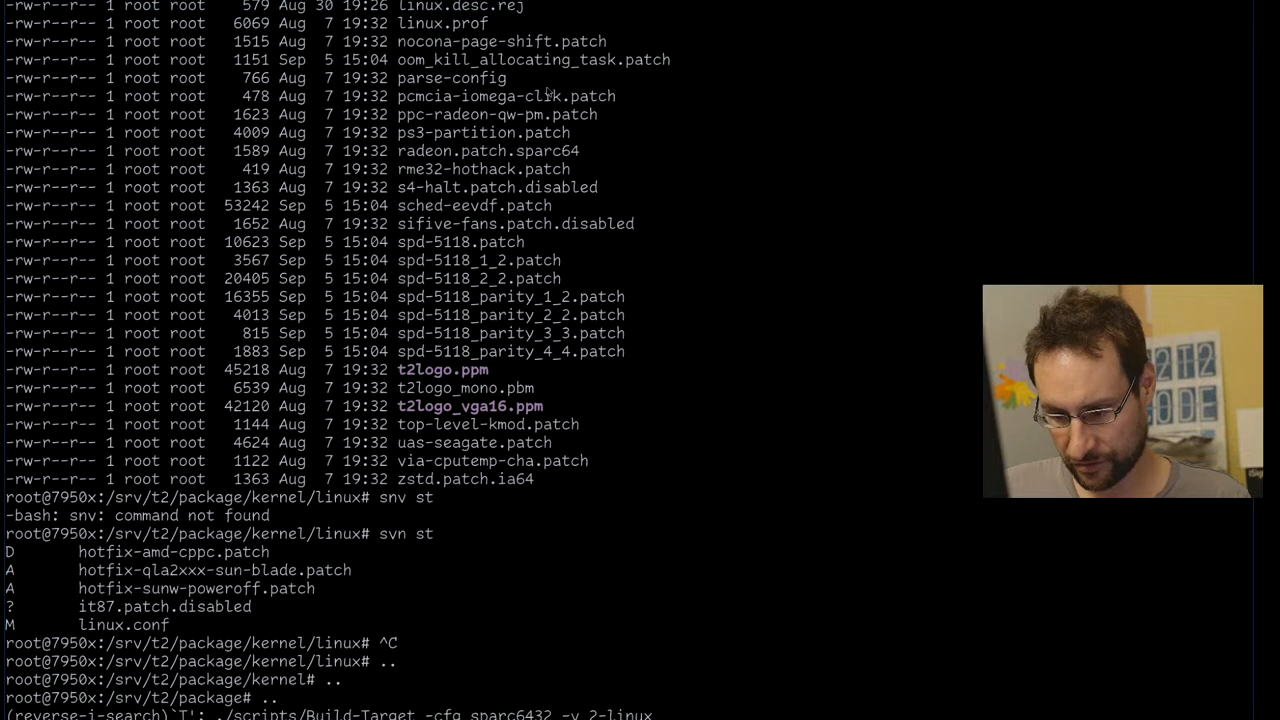 -rw-r--r-- 1 root root   579 Aug 30 19:26 linux.desc.rej
-rw-r--r-- 1 root root  6069 Aug  7 19:32 linux.prof
-rw-r--r-- 1 root root  1515 Aug  7 19:32 nocona-page-shift.patch
-rw-r--r-- 1 root root  1151 Sep  5 15:04 oom_kill_allocating_task.patch
-rw-r--r-- 1 root root   766 Aug  7 19:32 parse-config
-rw-r--r-- 1 root root   478 Aug  7 19:32 pcmcia-iomega-clik.patch
-rw-r--r-- 1 root root  1623 Aug  7 19:32 ppc-radeon-qw-pm.patch
-rw-r--r-- 1 root root  4009 Aug  7 19:32 ps3-partition.patch
-rw-r--r-- 1 root root  1589 Aug  7 19:32 radeon.patch.sparc64
-rw-r--r-- 1 root root   419 Aug  7 19:32 rme32-hothack.patch
-rw-r--r-- 1 root root  1363 Aug  7 19:32 s4-halt.patch.disabled
-rw-r--r-- 1 root root 53242 Sep  5 15:04 sched-eevdf.patch
-rw-r--r-- 1 root root  1652 Aug  7 19:32 sifive-fans.patch.disabled
-rw-r--r-- 1 root root 10623 Sep  5 15:04 spd-5118.patch
-rw-r--r-- 1 root root  3567 Sep  5 15:04 spd-5118_1_2.patch
-rw-r--r-- 1 root root 20405 Sep  5 15:04 spd-5118_2_2.patch
-rw-r--r-- 1 root root 16355 Sep  5 15:04 spd-5118_parity_1_2.patch
-rw-r--r-- 1 root root  4013 Sep  5 15:04 spd-5118_parity_2_2.patch
-rw-r--r-- 1 root root   815 Sep  5 15:04 spd-5118_parity_3_3.patch
-rw-r--r-- 1 root root  1883 Sep  5 15:04 spd-5118_parity_4_4.patch
-rw-r--r-- 1 root root 45218 Aug  7 19:32 t2logo.ppm
-rw-r--r-- 1 root root  6539 Aug  7 19:32 t2logo_mono.pbm
-rw-r--r-- 1 root root 42120 Aug  7 19:32 t2logo_vga16.ppm
-rw-r--r-- 1 root root  1144 Aug  7 19:32 top-level-kmod.patch
-rw-r--r-- 1 root root  4624 Aug  7 19:32 uas-seagate.patch
-rw-r--r-- 1 root root  1122 Aug  7 19:32 via-cputemp-cha.patch
-rw-r--r-- 1 root root  1363 Aug  7 19:32 zstd.patch.ia64
root@7950x:/srv/t2/package/kernel/linux# snv st
-bash: snv: command not found
root@7950x:/srv/t2/package/kernel/linux# svn st
D       hotfix-amd-cppc.patch
A       hotfix-qla2xxx-sun-blade.patch
A       hotfix-sunw-poweroff.patch
?       it87.patch.disabled
M       linux.conf
root@7950x:/srv/t2/package/kernel/linux# ^C
root@7950x:/srv/t2/package/kernel/linux# ..
root@7950x:/srv/t2/package/kernel# ..
root@7950x:/srv/t2/package# ..
(reverse-i-search)`T': ./scripts/Build-Target -cfg sparc6432 -v 2-linux